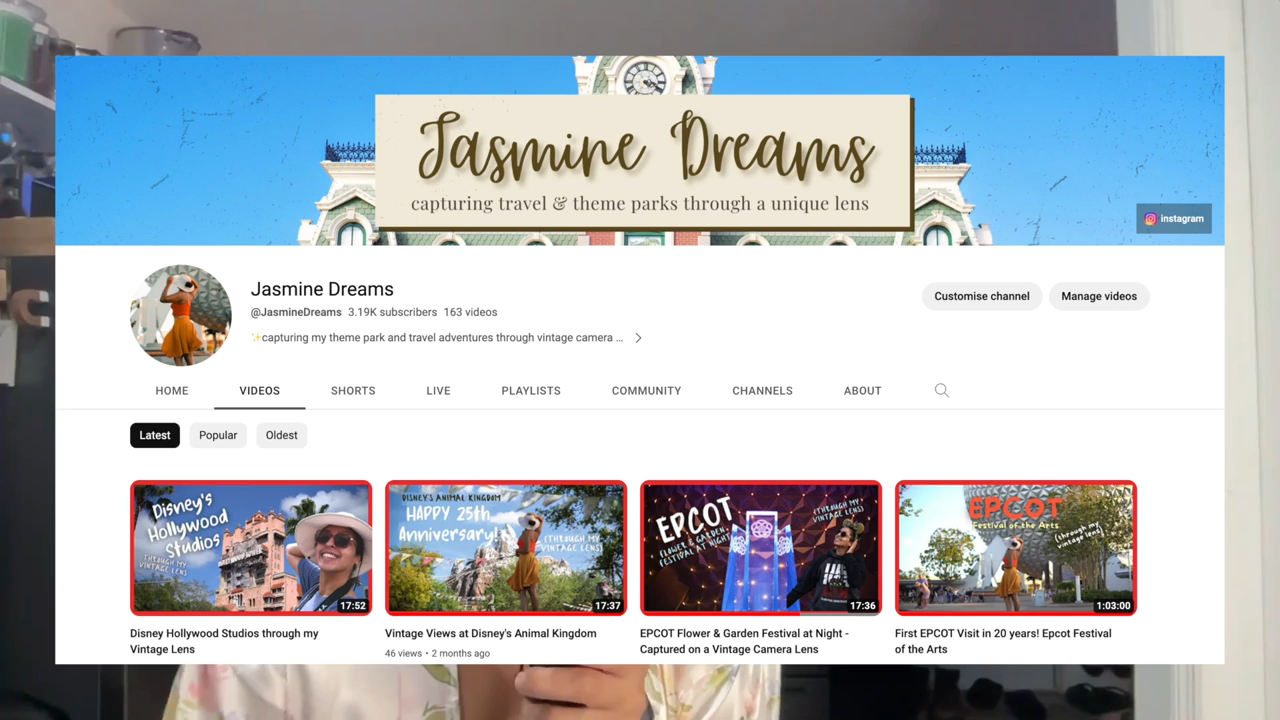 Jasmine Dreams
capturing travel & theme parks through a unique lens
instagram
Jasmine Dreams
@JasmineDreams 3.19K subscribers 163 videos
✨capturing my theme park and travel adventures through vintage camera ...
Customise channel
Manage videos
HOME VIDEOS SHORTS LIVE PLAYLISTS COMMUNITY CHANNELS ABOUT
Latest Popular Oldest
Disney's
Hollywood
Studios
(THROUGH MY
VINTAGE LENS)
17:52
Disney Hollywood Studios through my
Vintage Lens
DISNEY'S ANIMAL KINGDOM
HAPPY 25th
Anniversary!
(THROUGH MY
VINTAGE LENS)
17:37
Vintage Views at Disney's Animal Kingdom
46 views • 2 months ago
EPCOT
FLOWER & GARDEN
FESTIVAL AT NIGHT
(THROUGH MY
VINTAGE LENS)
17:36
EPCOT Flower & Garden Festival at Night -
Captured on a Vintage Camera Lens
EPCOT
Festival of the Arts
(through my
vintage lens)
1:03:00
First EPCOT Visit in 20 years! Epcot Festival
of the Arts